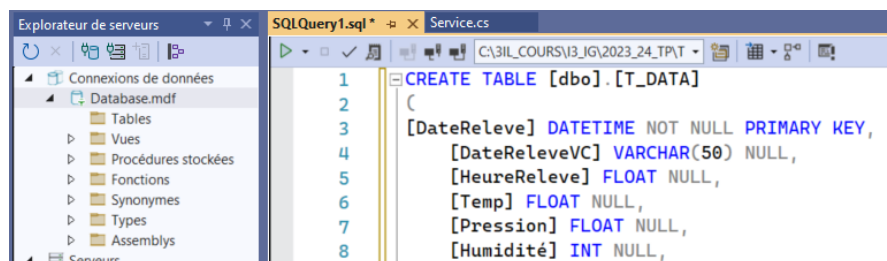 Explorateur de serveurs
Connexions de données
Database.mdf
Tables
Vues
Procédures stockées
Fonctions
Synonymes
Types
Assemblys
Serveurs
SQLQuery1.sql*
Service.cs
C:\3IL_COURS\I3_IG\2023_24_TP\T
1 CREATE TABLE [dbo].[T_DATA]
2 (
3 [DateReleve] DATETIME NOT NULL PRIMARY KEY,
4 [DateReleveVC] VARCHAR(50) NULL,
5 [HeureReleve] FLOAT NULL,
6 [Temp] FLOAT NULL,
7 [Pression] FLOAT NULL,
8 [Humidité] INT NULL,